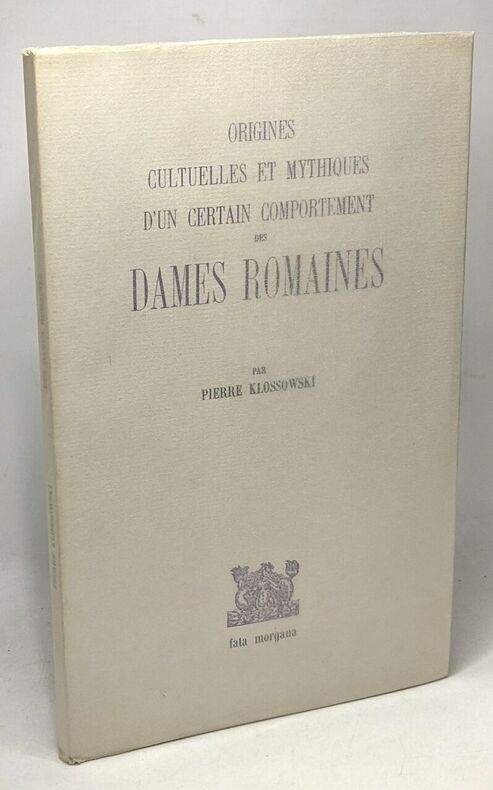 ORIGINES
CULTUELLES ET MYTHIQUES
D'UN CERTAIN COMPORTEMENT
DES
DAMES ROMAINES
PAR
PIERRE KLOSSOWSKI
fata morgana